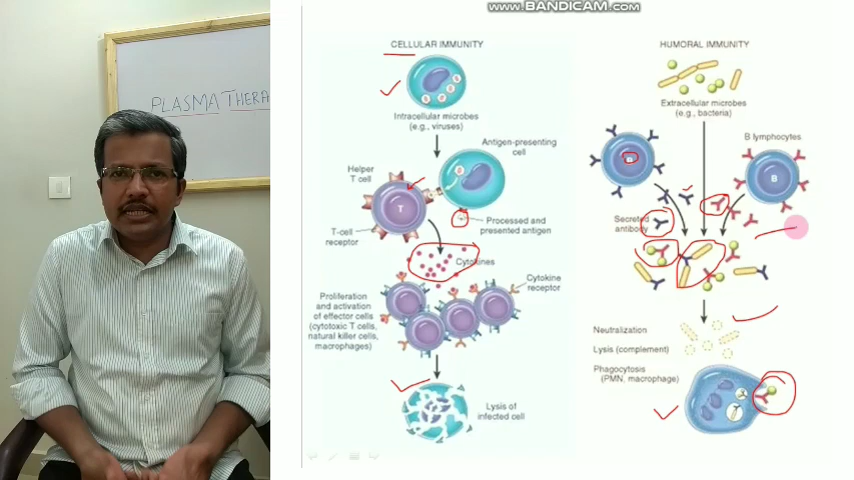 WWW.BANDICAM.COM
PLASMA THERA
CELLULAR IMMUNITY
Intracellular microbes
(e.g., viruses)
Antigen-presenting
cell
Helper
T cell
T
T-cell
receptor
Processed and
presented antigen
Cytokines
Cytokine
receptor
Proliferation
and activation
of effector cells
(cytotoxic T cells,
natural killer cells,
macrophages)
Lysis of
infected cell
HUMORAL IMMUNITY
Extracellular microbes
(e.g., bacteria)
B lymphocytes
B
B
Secreted
antibody
Neutralization
Lysis (complement)
Phagocytosis
(PMN, macrophage)